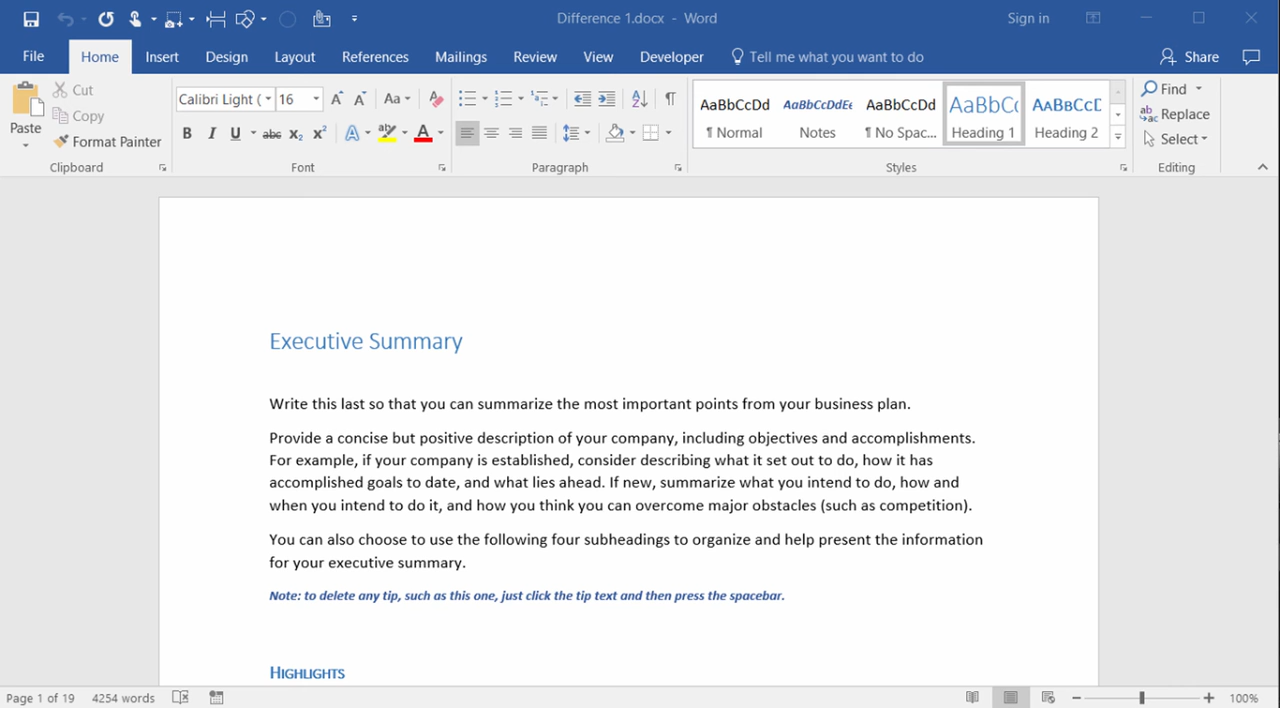 Difference 1.docx - Word
Sign in
File Home Insert Design Layout References Mailings Review View Developer Tell me what you want to do Share
Paste
Cut
Copy
Format Painter
Clipboard
Calibri Light ( 16
Font
Paragraph
AaBbCcDd AaBbCcDdEe AaBbCcDd AaBbCc AaBbCcD
¶ Normal Notes ¶ No Spac... Heading 1 Heading 2
Styles
Find
Replace
Select
Editing
Executive Summary
Write this last so that you can summarize the most important points from your business plan.
Provide a concise but positive description of your company, including objectives and accomplishments.
For example, if your company is established, consider describing what it set out to do, how it has
accomplished goals to date, and what lies ahead. If new, summarize what you intend to do, how and
when you intend to do it, and how you think you can overcome major obstacles (such as competition).
You can also choose to use the following four subheadings to organize and help present the information
for your executive summary.
Note: to delete any tip, such as this one, just click the tip text and then press the spacebar.
Highlights
Page 1 of 19 4254 words 100%